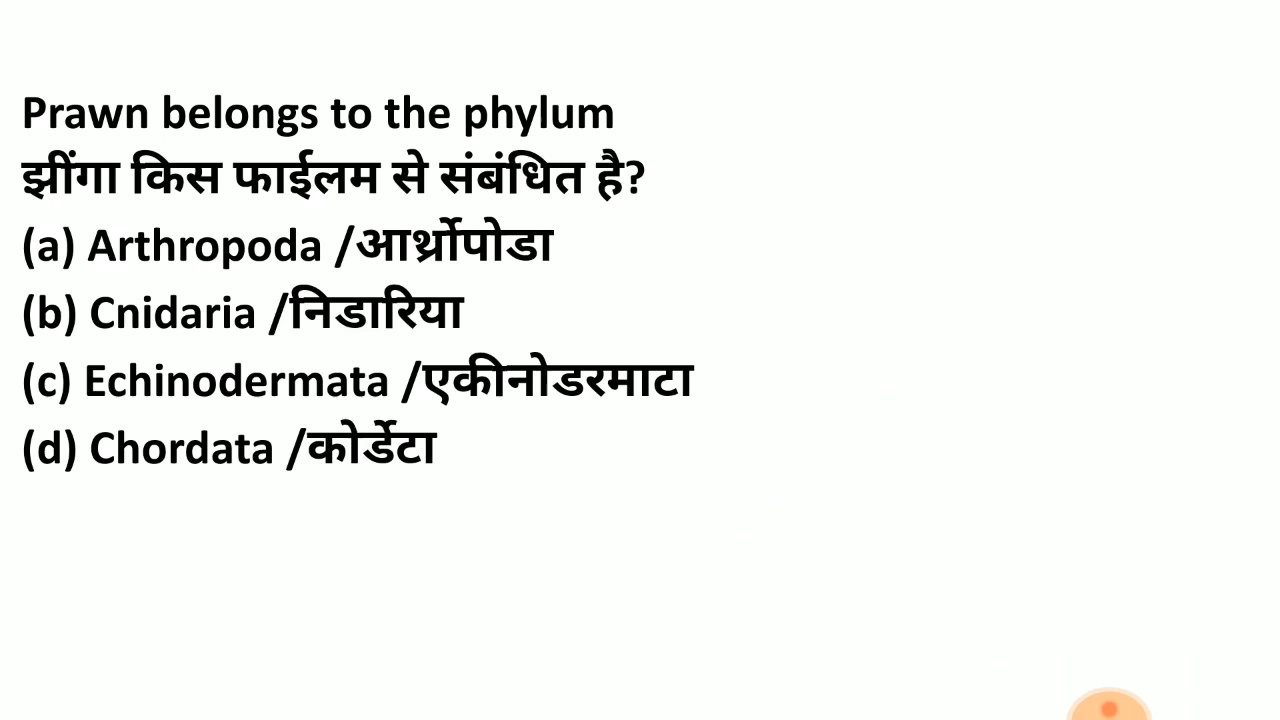 Prawn belongs to the phylum
झींगा किस फाईलम से संबंधित है?
(a) Arthropoda /आर्थ्रोपोडा
(b) Cnidaria /निडारिया
(c) Echinodermata /एकीनोडरमाटा
(d) Chordata /कोर्डेटा